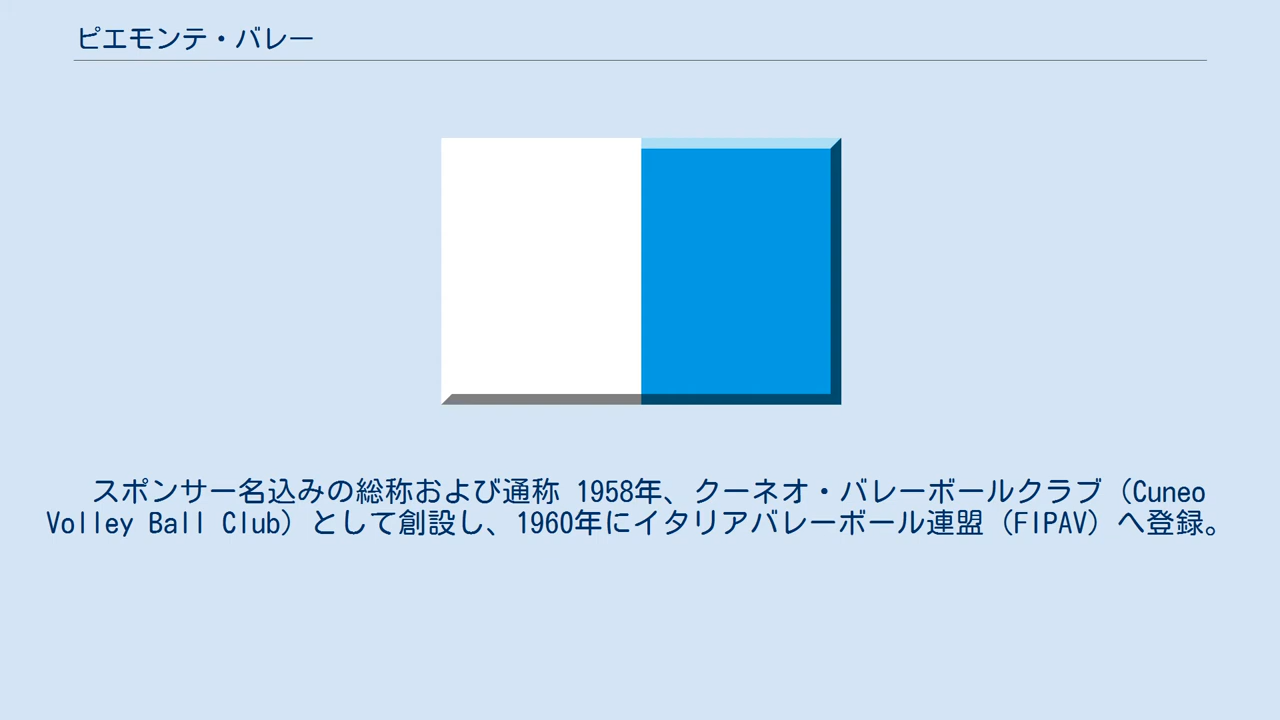 ピエモンテ・バレー
スポンサー名込みの総称および通称 1958年、クーネオ・バレーボールクラブ（Cuneo
Volley Ball Club）として創設し、1960年にイタリアバレーボール連盟（FIPAV）へ登録。